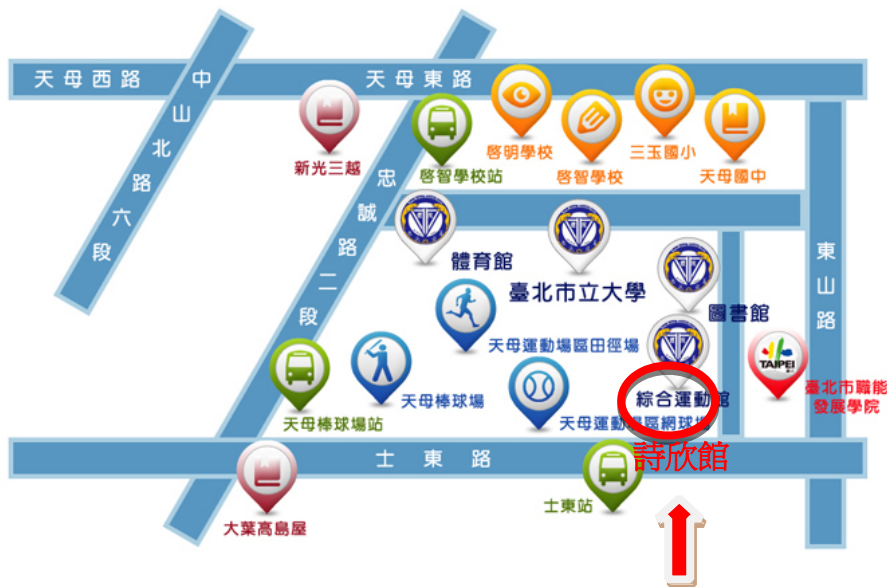 天母西路
中山北路六段
天母東路
新光三越
啓智學校站
啓明學校
啓智學校
三玉國小
天母國中
忠誠路二段
東山路
體育館
臺北市立大學
圖書館
天母運動場區田徑場
TAIPEI
臺北市職能
發展學院
綜合運動館
天母棒球場站
天母棒球場
天母運動場區網球場
士東路
詩欣館
大葉高島屋
士東站